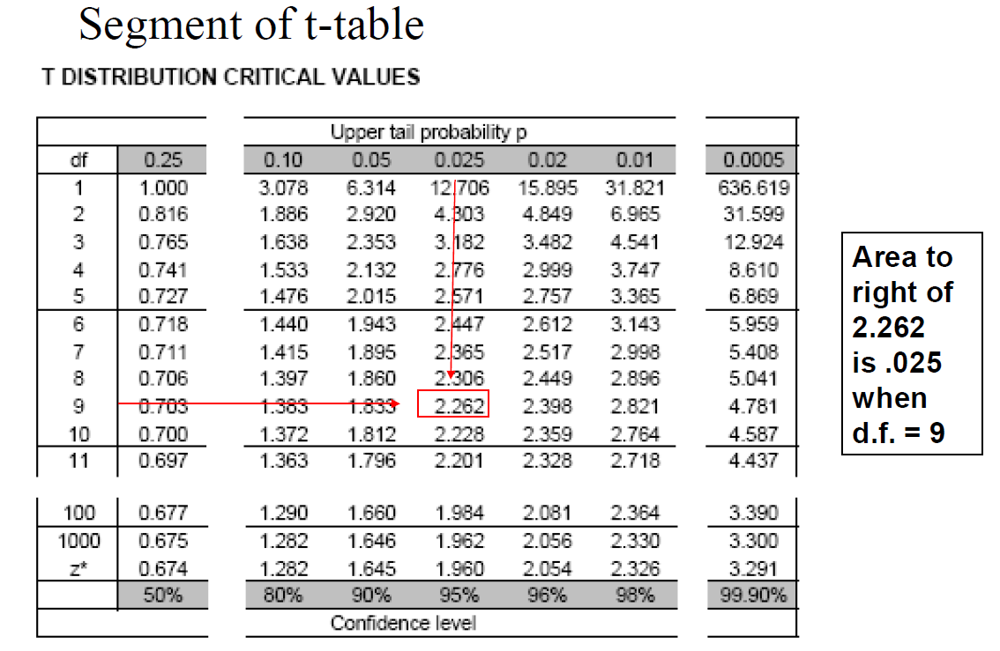 Segment of t-table
T DISTRIBUTION CRITICAL VALUES
Upper tail probability p
df 0.25 0.10 0.05 0.025 0.02 0.01 0.0005
1 1.000 3.078 6.314 12.706 15.895 31.821 636.619
2 0.816 1.886 2.920 4.303 4.849 6.965 31.599
3 0.765 1.638 2.353 3.182 3.482 4.541 12.924
4 0.741 1.533 2.132 2.776 2.999 3.747 8.610
5 0.727 1.476 2.015 2.571 2.757 3.365 6.869
6 0.718 1.440 1.943 2.447 2.612 3.143 5.959
7 0.711 1.415 1.895 2.365 2.517 2.998 5.408
8 0.706 1.397 1.860 2.306 2.449 2.896 5.041
9 0.703 1.383 1.833 2.262 2.398 2.821 4.781
10 0.700 1.372 1.812 2.228 2.359 2.764 4.587
11 0.697 1.363 1.796 2.201 2.328 2.718 4.437
100 0.677 1.290 1.660 1.984 2.081 2.364 3.390
1000 0.675 1.282 1.646 1.962 2.056 2.330 3.300
z* 0.674 1.282 1.645 1.960 2.054 2.326 3.291
50% 80% 90% 95% 96% 98% 99.90%
Confidence level
Area to
right of
2.262
is .025
when
d.f. = 9